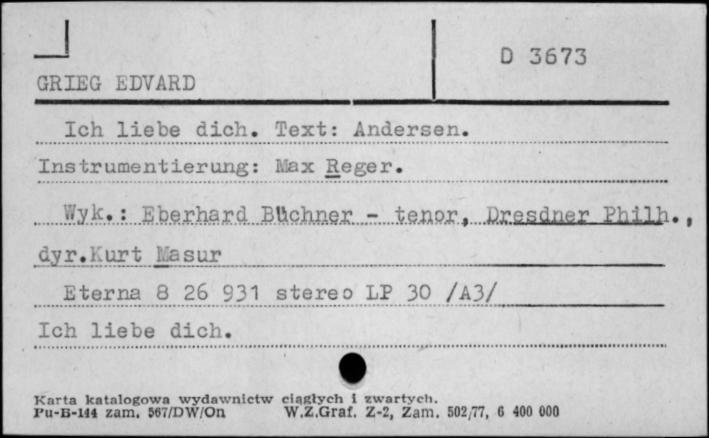 D 3673
GRIEG EDVARD
Ich liebe dich. Text: Andersen.
Instrumentierung: Max Reger.
Wyk.: Eberhard Büchner - tenor, Dresdner Philh.,
dyr.Kurt Masur
Eterna 8 26 931 stereo LP 30 /A3/
Ich liebe dich.
Karta katalogowa wydawnictw ciągłych i zwartych.
Pu-B-144 zam. 567/DW/On W.Z.Graf. Z-2, Zam. 502/77, 6 400 000